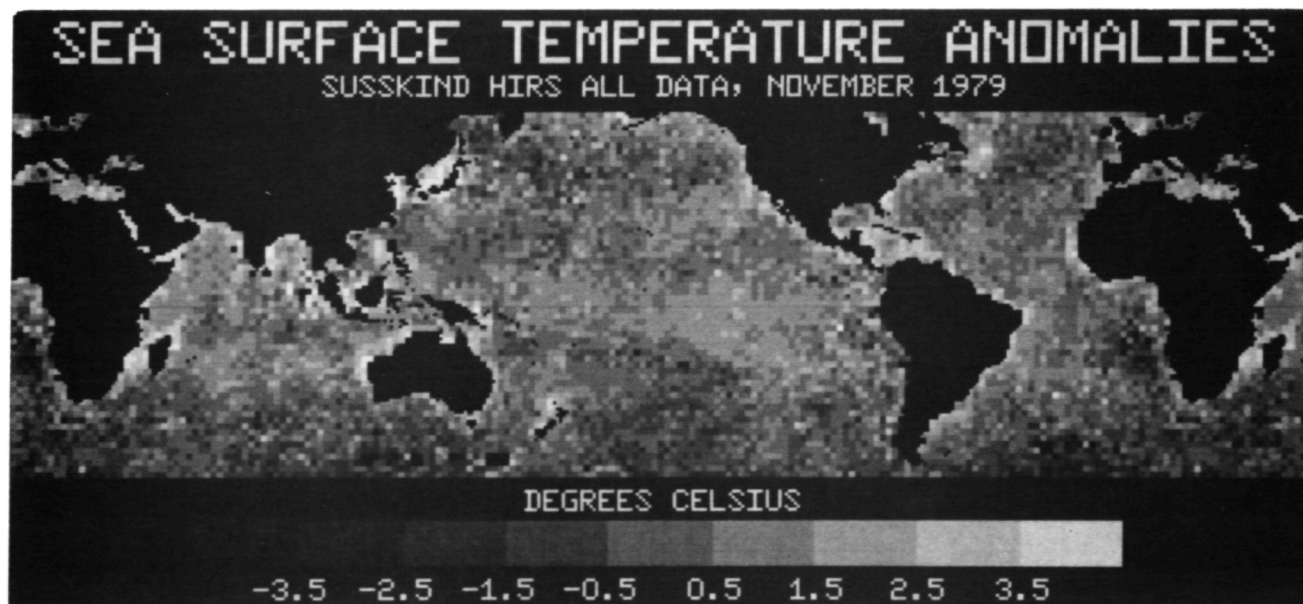 SEA SURFACE TEMPERATURE ANOMALIES
SUSSKIND HIRS ALL DATA, NOVEMBER 1979
DEGREES CELSIUS
-3.5 -2.5 -1.5 -0.5 0.5 1.5 2.5 3.5